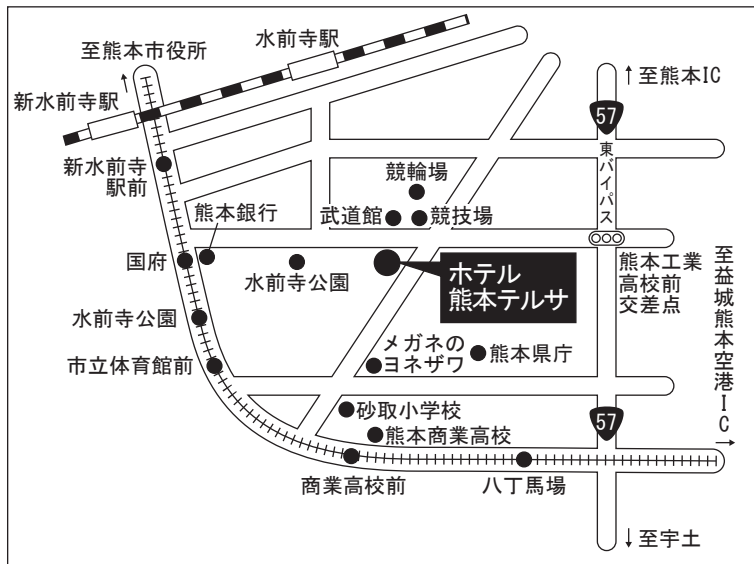 至熊本市役所
水前寺駅
新水前寺駅
至熊本IC
57
東バイパス
新水前寺
駅前
熊本銀行
競輪場
武道館
競技場
国府
水前寺公園
ホテル
熊本テルサ
熊本工業
高校前
交差点
至益城熊本空港IC
水前寺公園
市立体育館前
メガネの
ヨネザワ
熊本県庁
砂取小学校
熊本商業高校
57
商業高校前
八丁馬場
至宇土